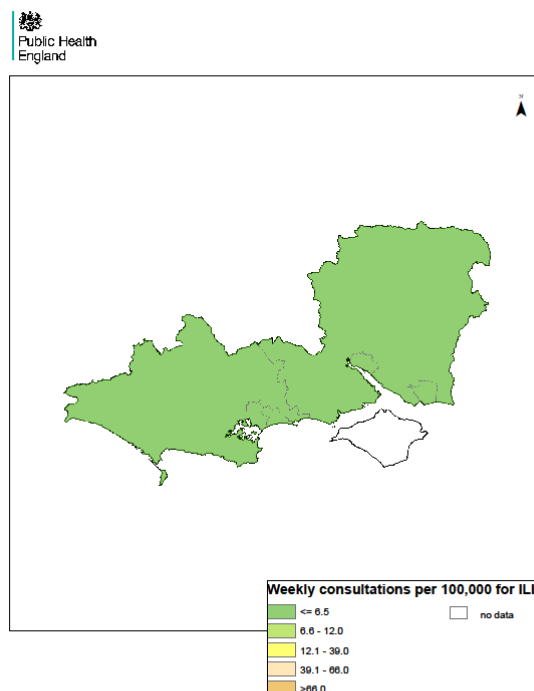 Public Health
England
N
Weekly consultations per 100,000 for ILI
<= 6.5
no data
6.6 - 12.0
12.1 - 39.0
39.1 - 66.0
>66.0